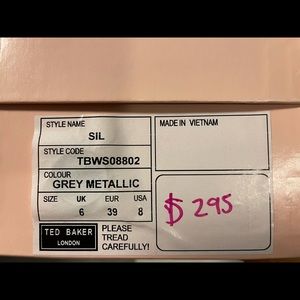 STYLE NAME
SIL
STYLE CODE
TBWS08802
COLOUR
GREY METALLIC
SIZE UK EUR USA
6 39 8
TED BAKER
LONDON
PLEASE
TREAD
CAREFULLY!
MADE IN VIETNAM
$ 295